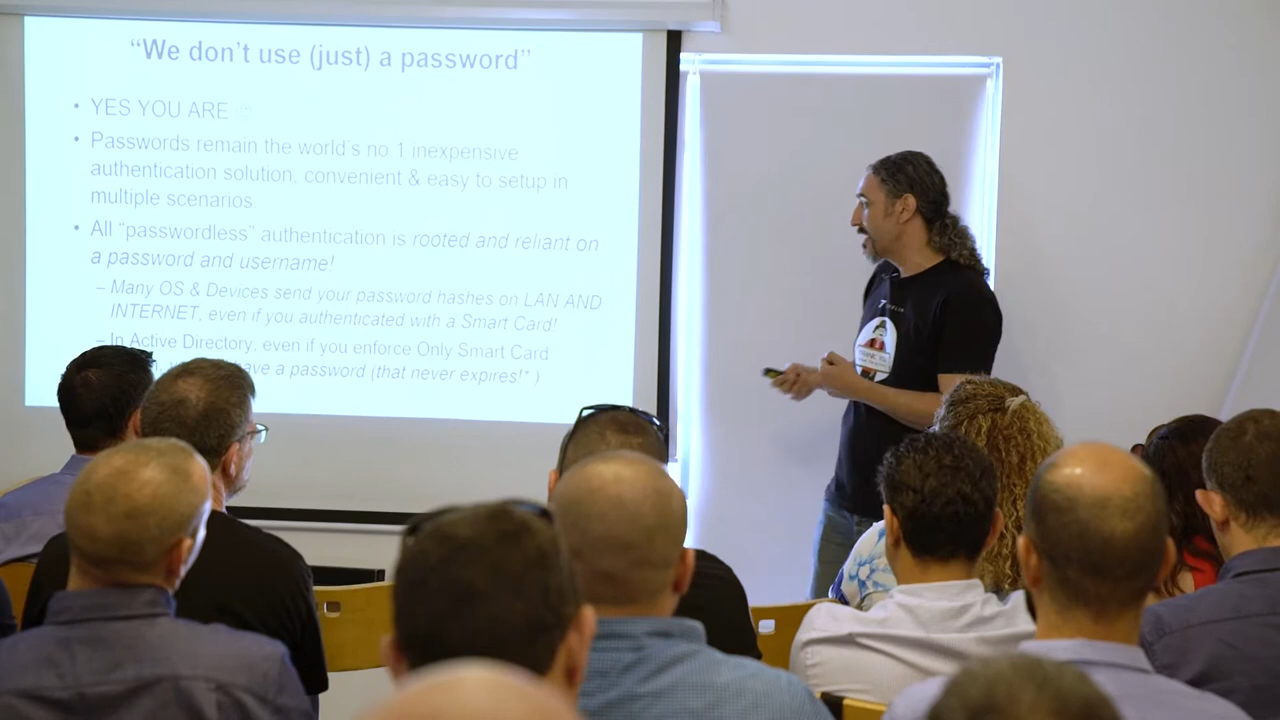 “We don’t use (just) a password”
• YES YOU ARE
• Passwords remain the world’s no.1 inexpensive
authentication solution, convenient & easy to setup in
multiple scenarios.
• All “passwordless” authentication is rooted and reliant on
a password and username!
– Many OS & Devices send your password hashes on LAN AND
INTERNET, even if you authenticated with a Smart Card!
– In Active Directory, even if you enforce Only Smart Card
have a password (that never expires!* )
THANK YOU